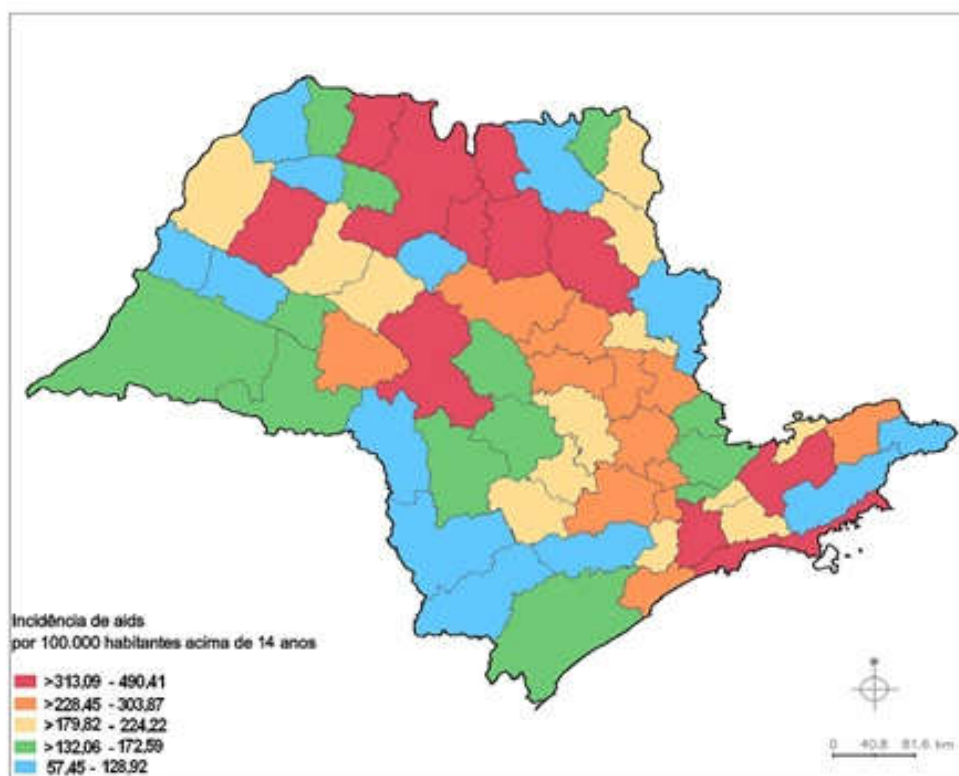 Incidência de aids
por 100.000 habitantes acima de 14 anos
>313,09 - 490,41
>228,45 - 303,87
>179,82 - 224,22
>132,06 - 172,59
57,45 - 128,92
0 40,8 81,6 km